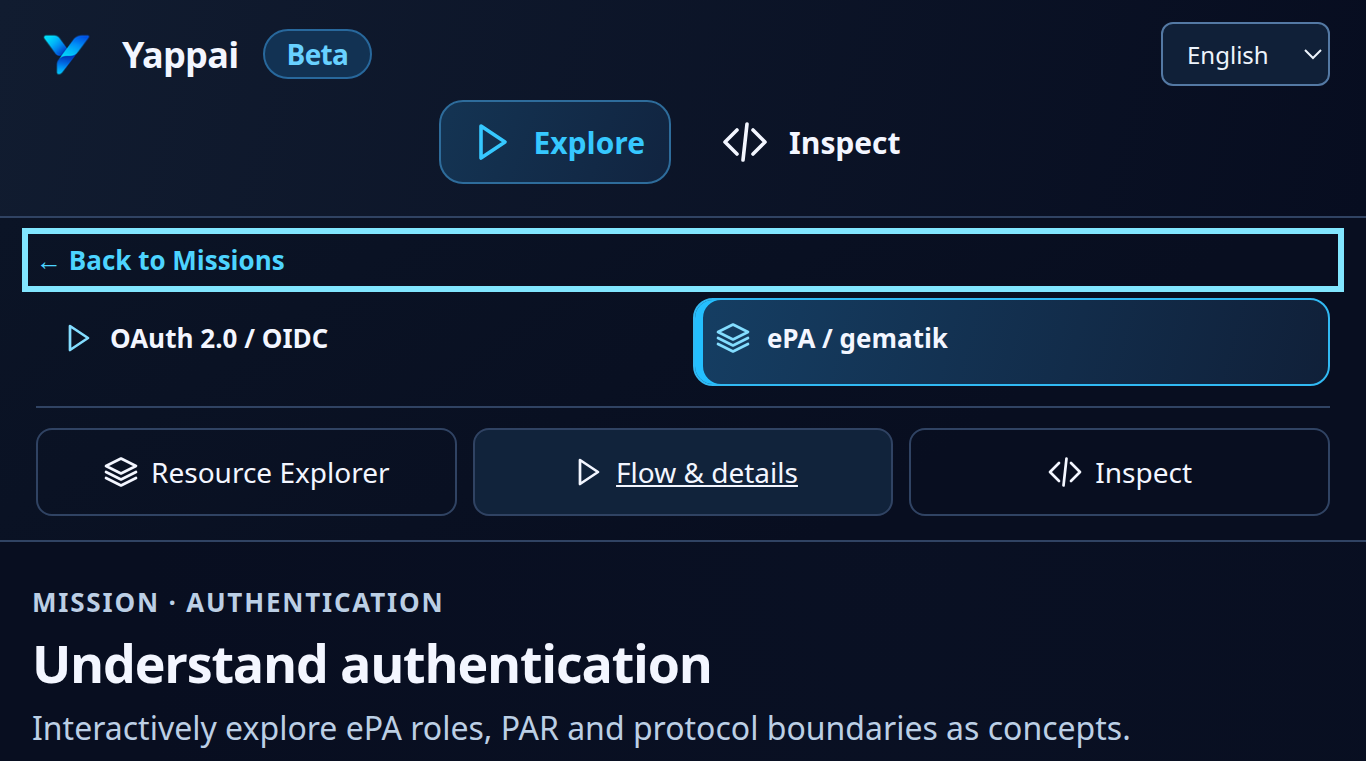 Yappai Beta English
Explore Inspect
← Back to Missions
OAuth 2.0 / OIDC ePA / gematik
Resource Explorer Flow & details Inspect
MISSION · AUTHENTICATION
Understand authentication
Interactively explore ePA roles, PAR and protocol boundaries as concepts.